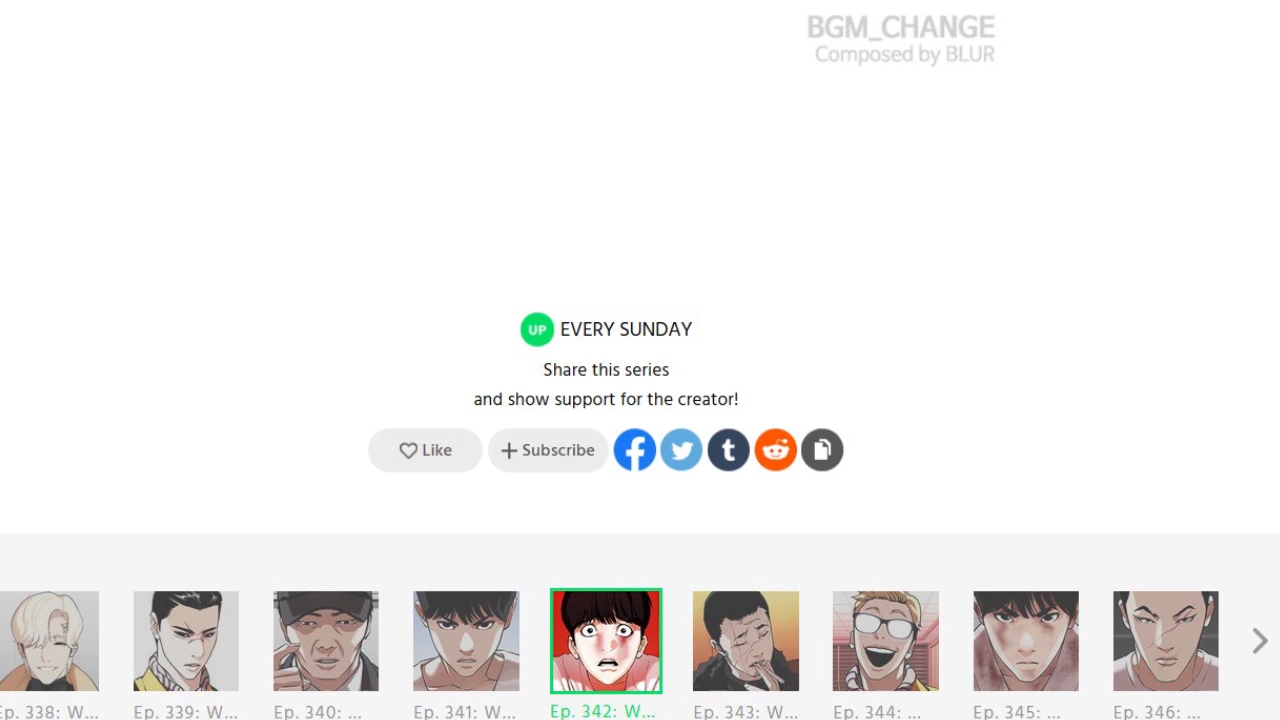 BGM_CHANGE
Composed by BLUR
UP EVERY SUNDAY
Share this series
and show support for the creator!
Like
Subscribe
Ep. 338: W...
Ep. 339: W...
Ep. 340: ...
Ep. 341: W...
Ep. 342: W...
Ep. 343: W...
Ep. 344: ...
Ep. 345: ...
Ep. 346: ...